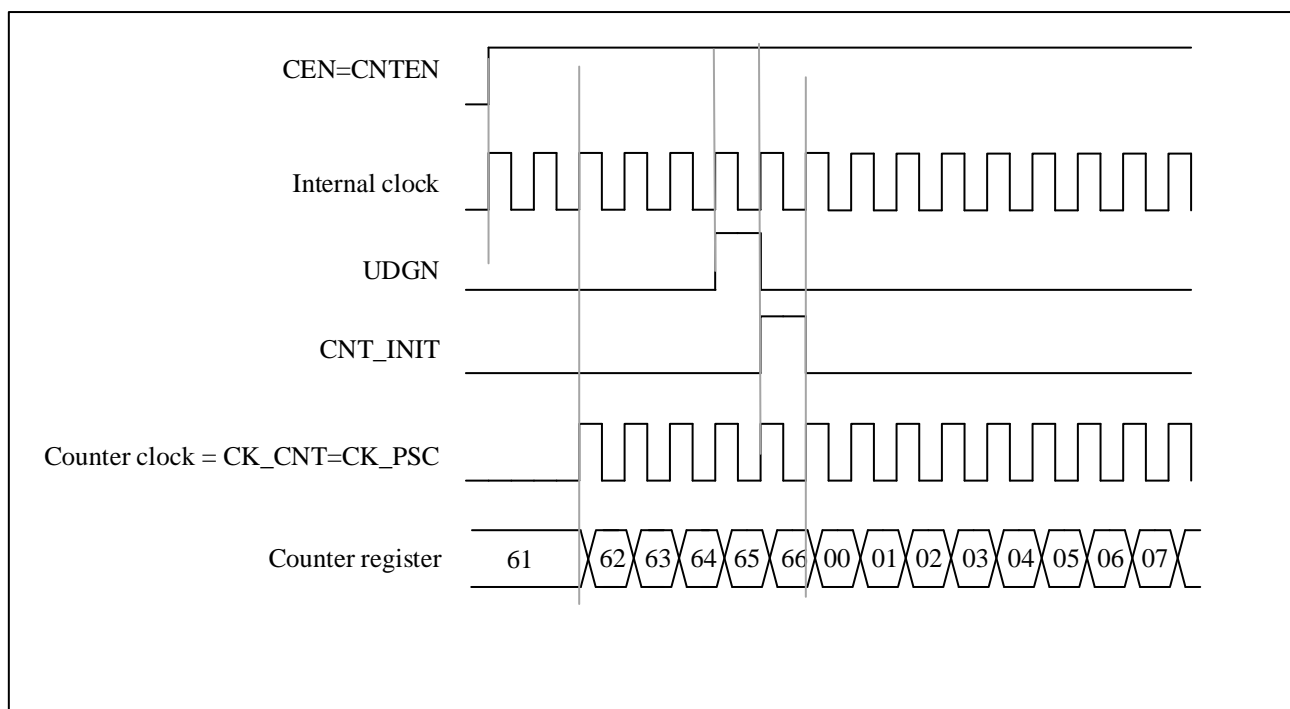 CEN=CNTEN
Internal clock
UDGN
CNT_INIT
Counter clock = CK_CNT=CK_PSC
Counter register 61 62 63 64 65 66 00 01 02 03 04 05 06 07